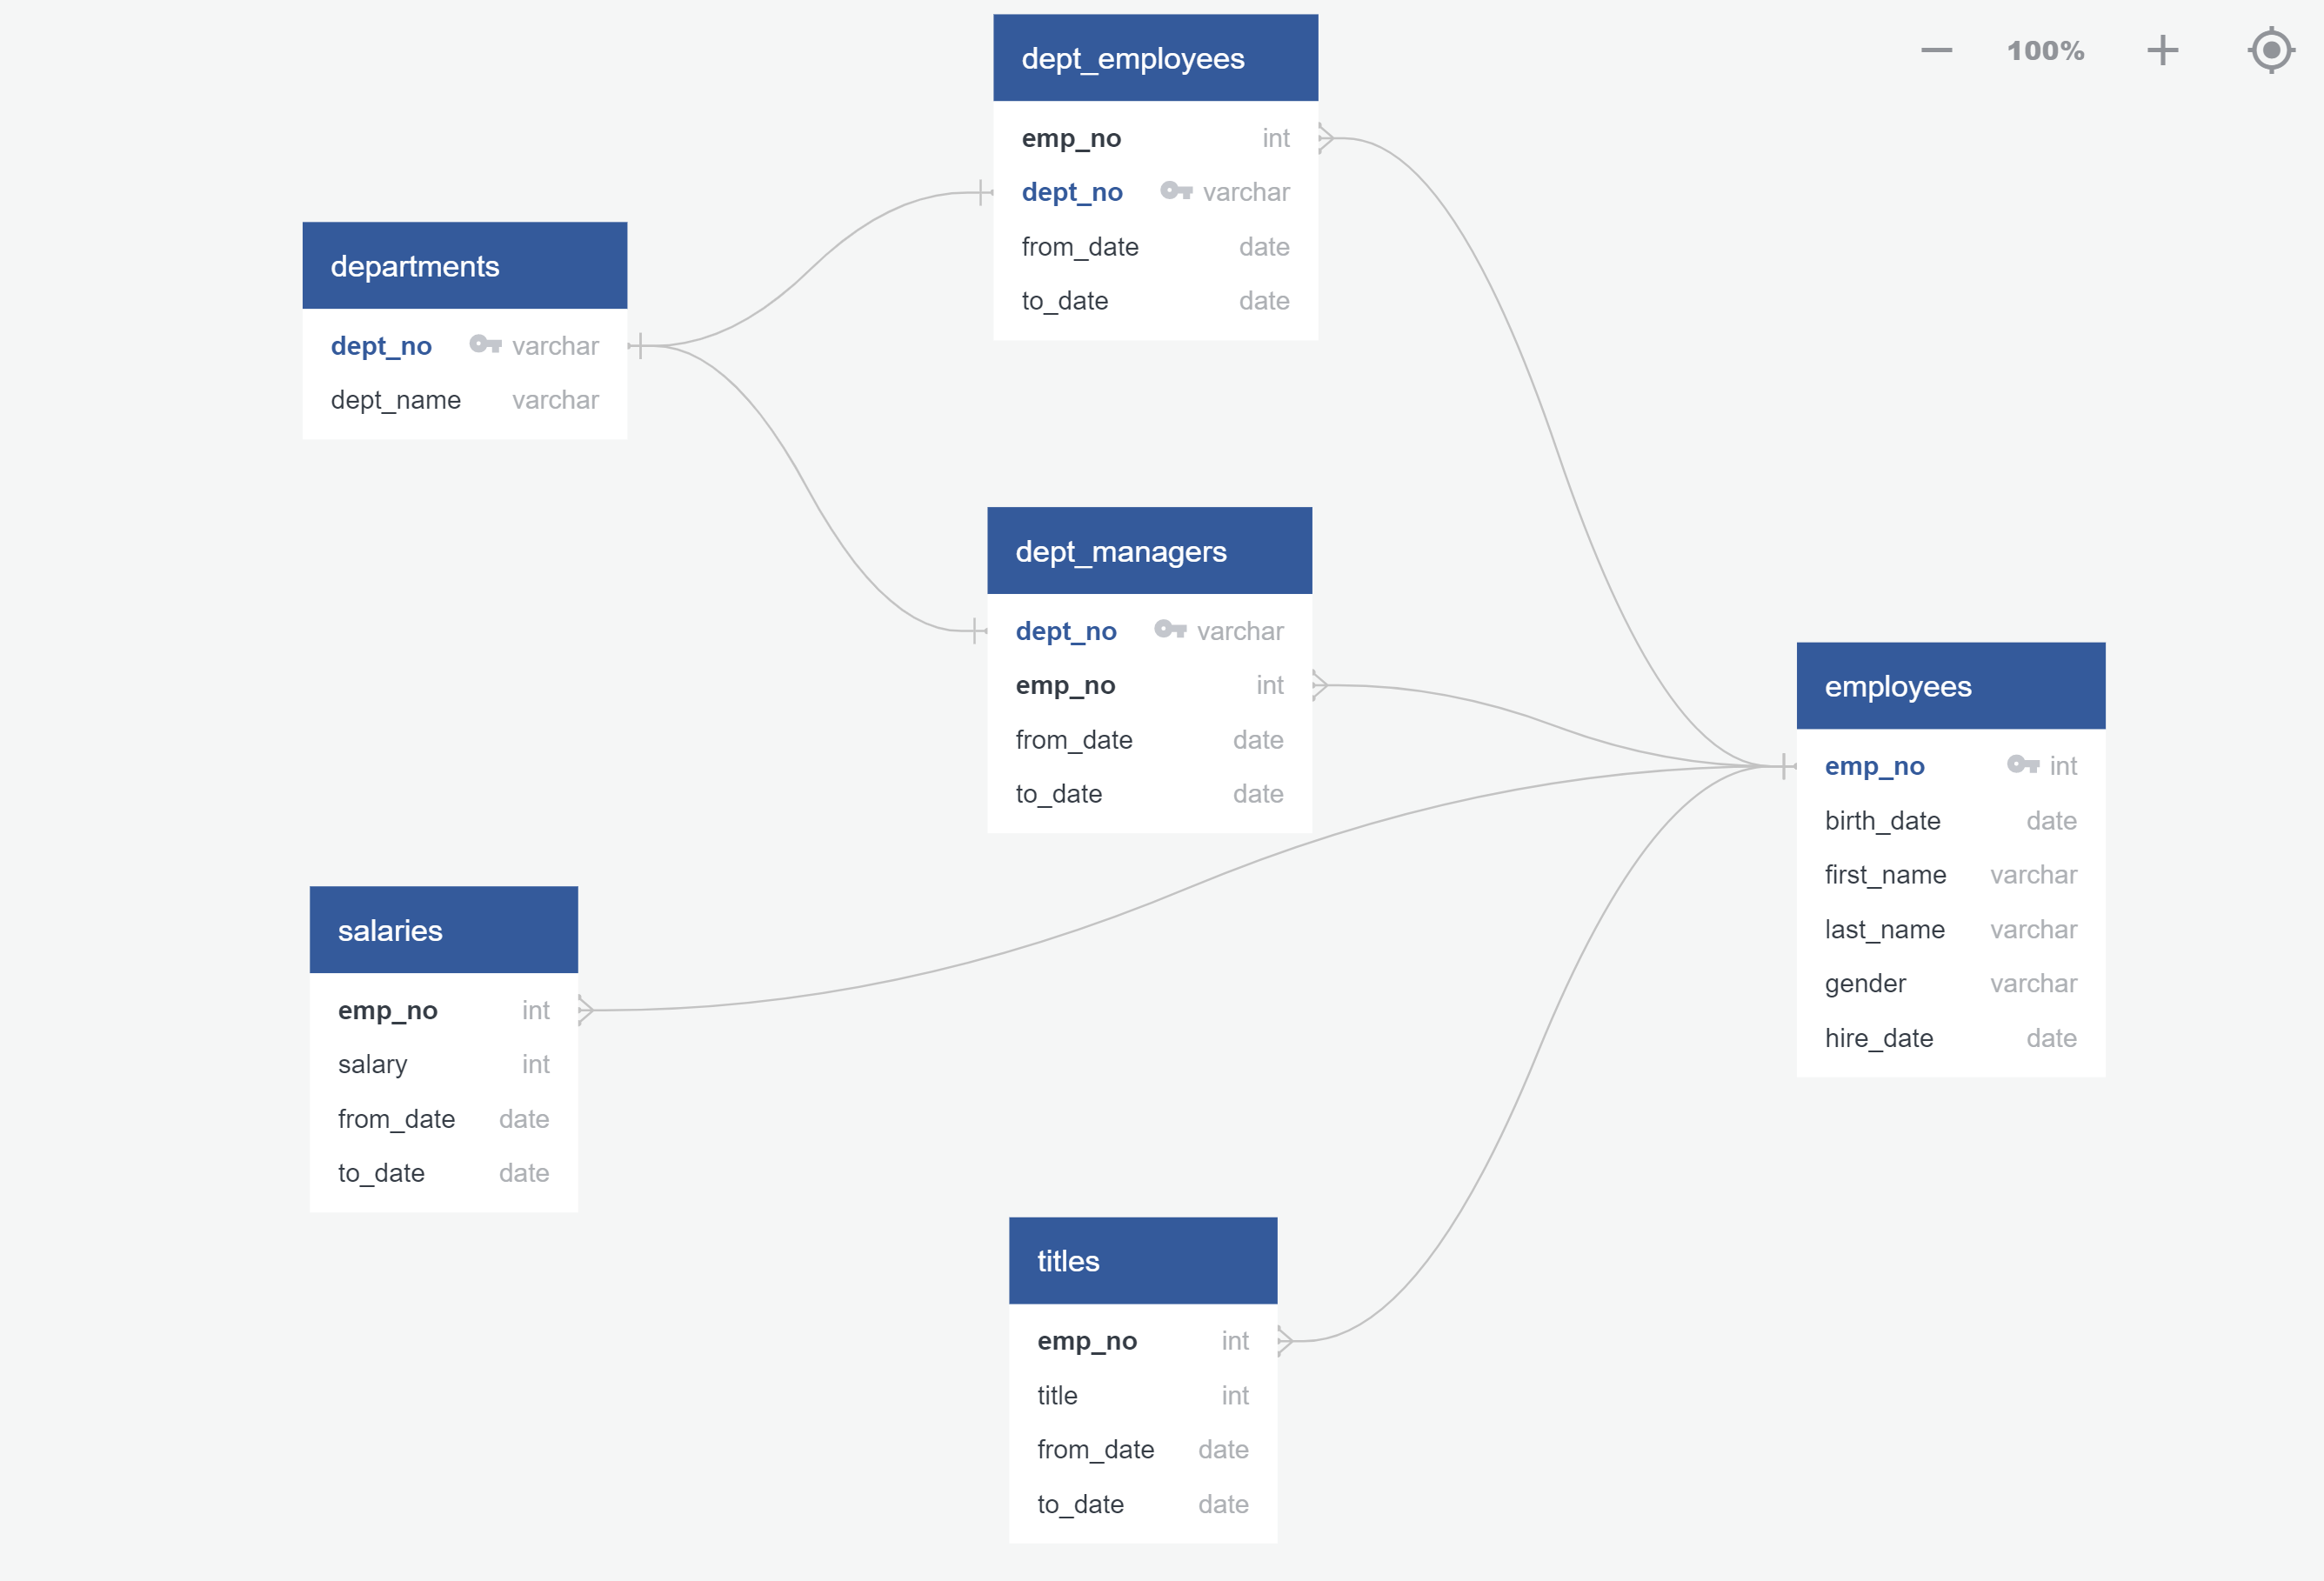 100%
dept_employees
emp_no int
dept_no varchar
from_date date
to_date date
departments
dept_no varchar
dept_name varchar
dept_managers
dept_no varchar
emp_no int
from_date date
to_date date
employees
emp_no int
birth_date date
first_name varchar
last_name varchar
gender varchar
hire_date date
salaries
emp_no int
salary int
from_date date
to_date date
titles
emp_no int
title int
from_date date
to_date date